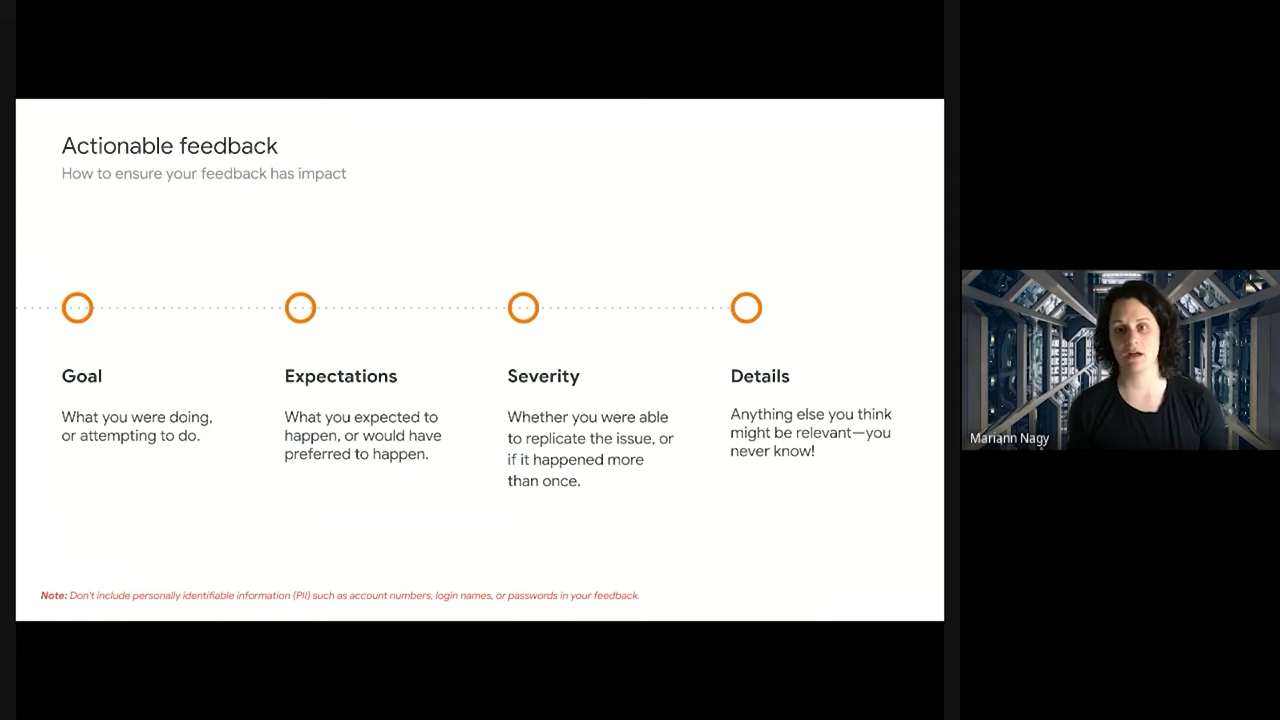 Actionable feedback
How to ensure your feedback has impact
Goal
What you were doing,
or attempting to do.
Expectations
What you expected to
happen, or would have
preferred to happen.
Severity
Whether you were able
to replicate the issue, or
if it happened more
than once.
Details
Anything else you think
might be relevant—you
never know!
Note: Don't include personally identifiable information (PII) such as account numbers, login names, or passwords in your feedback.
Mariann Nagy